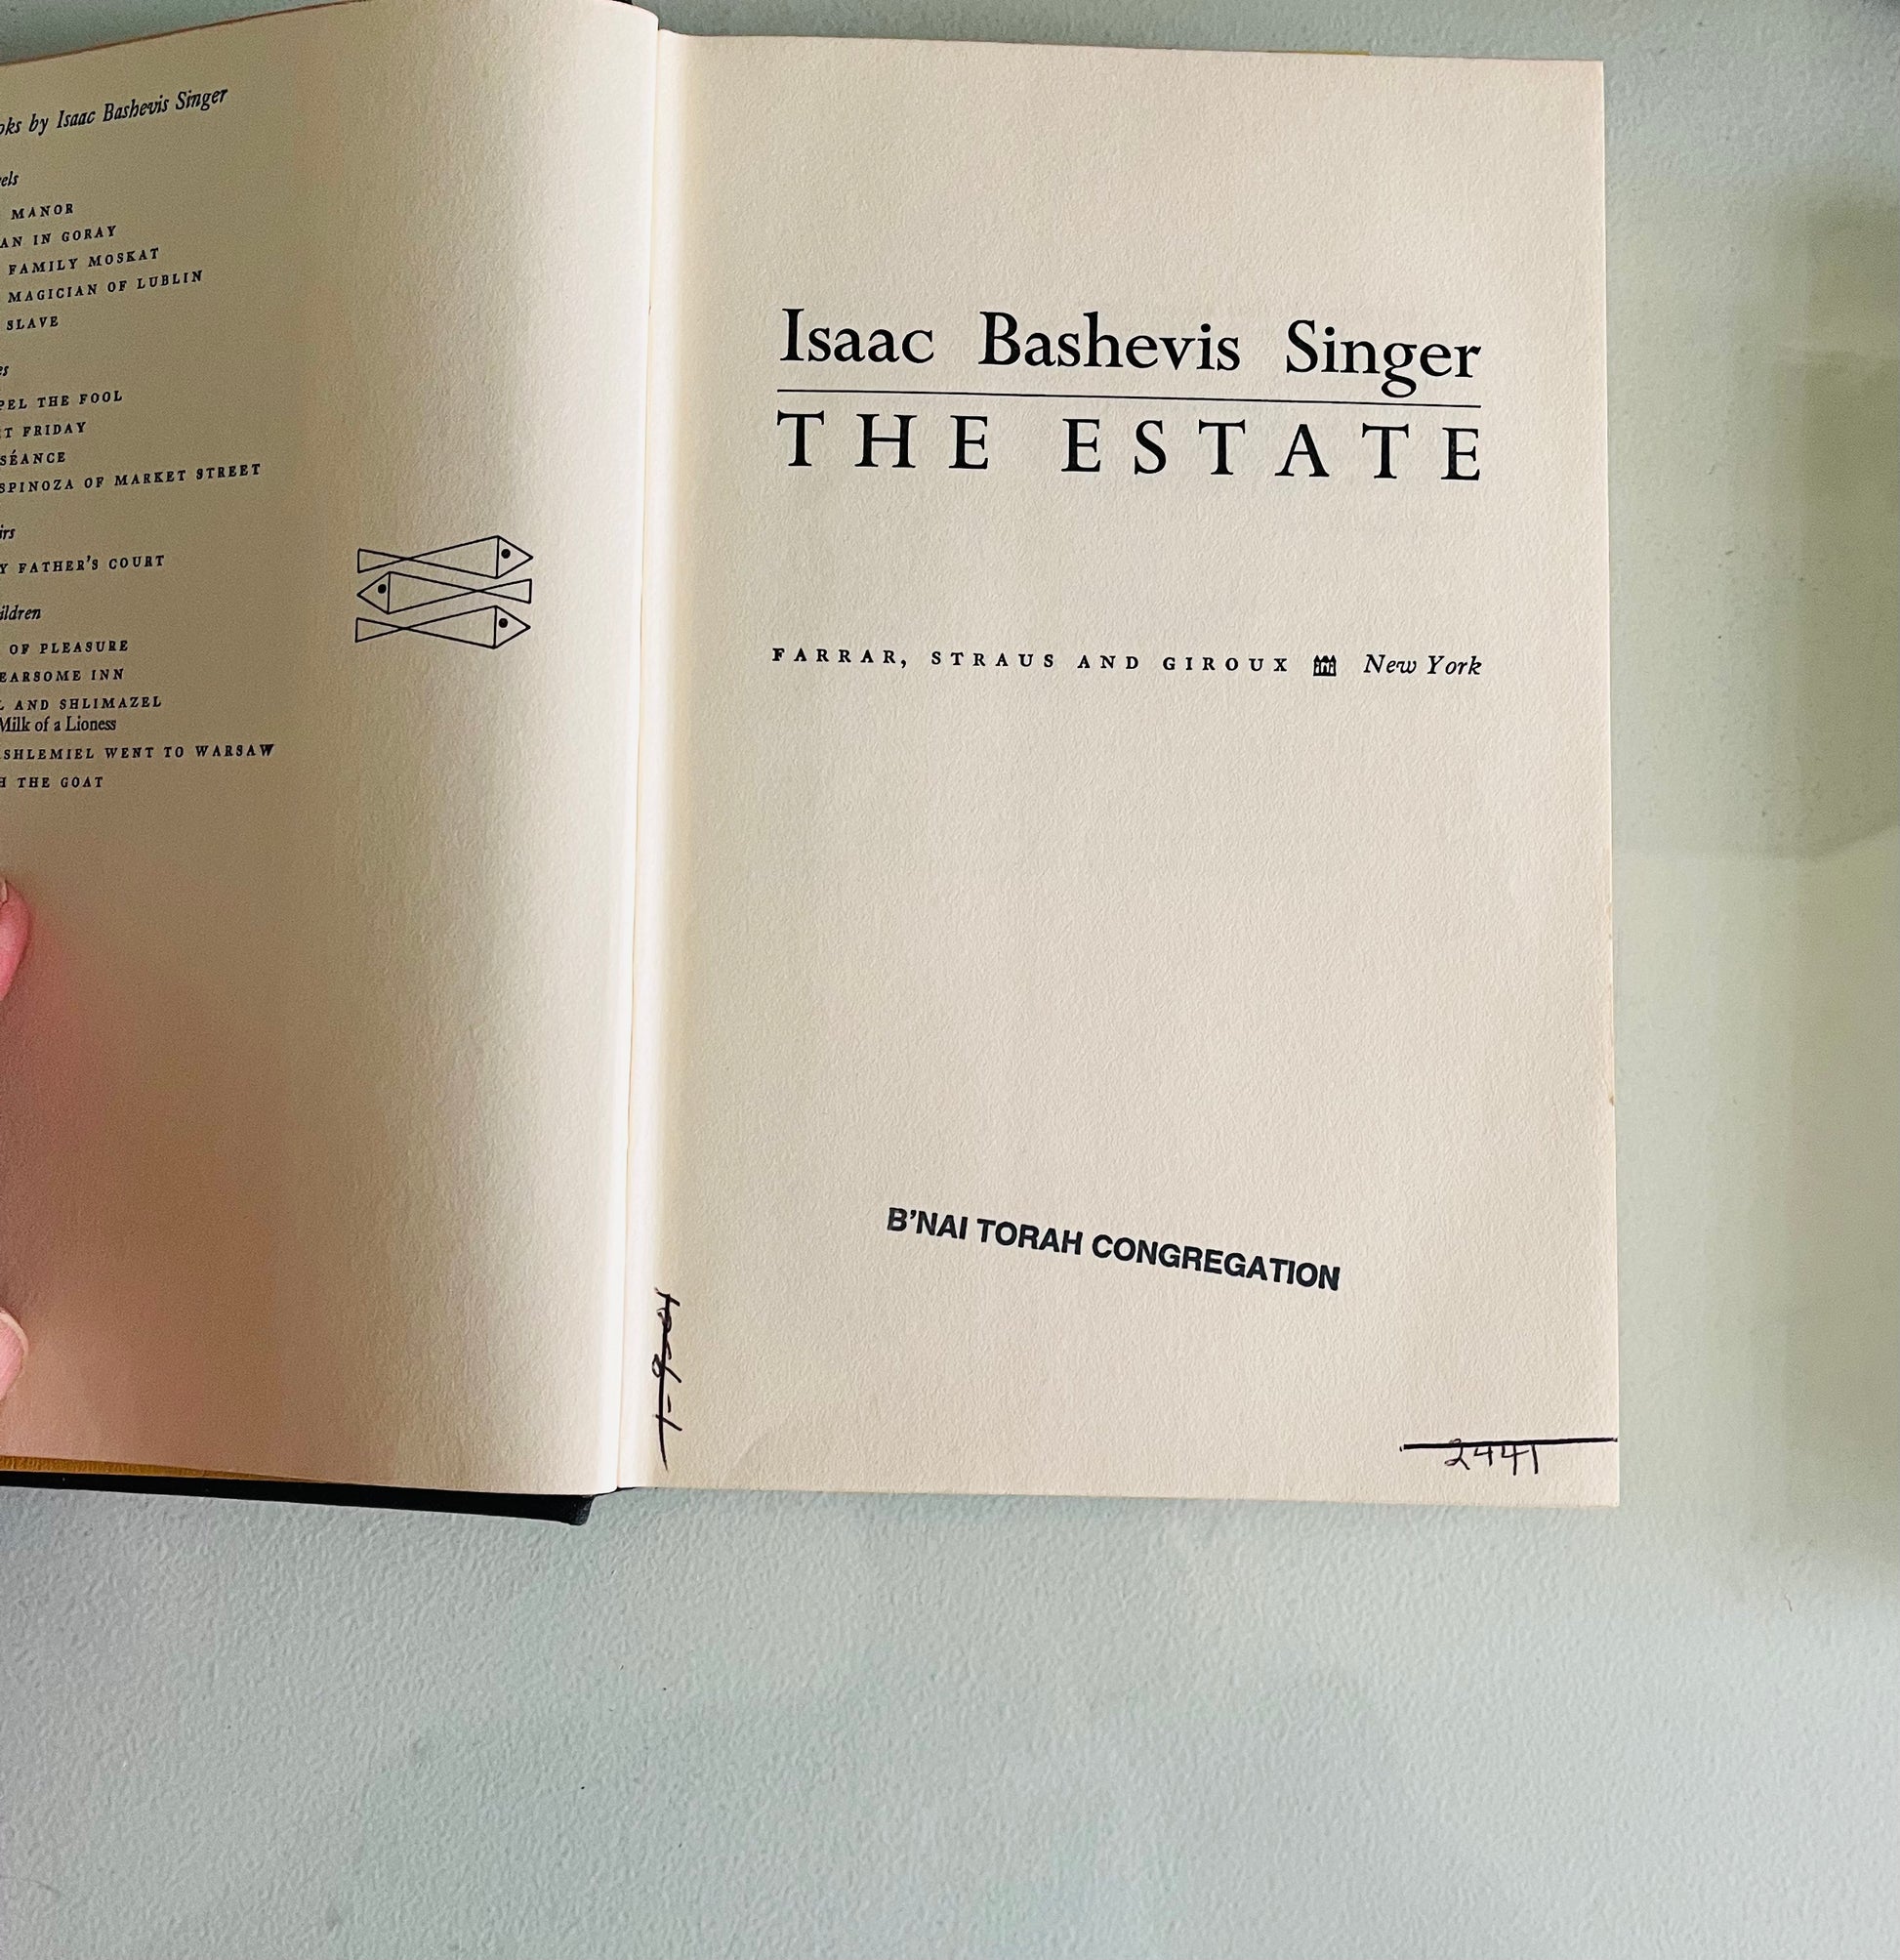 oks by Isaac Bashevis Singer
els
MANOR
AN IN GORAY
FAMILY MOSKAT
MAGICIAN OF LUBLIN
SLAVE
es
PEL THE FOOL
T FRIDAY
SÉANCE
SPINOZA OF MARKET STREET
irs
Y FATHER'S COURT
ildren
OF PLEASURE
EARSOME INN
L AND SHLIMAZEL
Milk of a Lioness
SHLEMIEL WENT TO WARSAW
H THE GOAT
Isaac Bashevis Singer
THE ESTATE
FARRAR, STRAUS AND GIROUX New York
B'NAI TORAH CONGREGATION
2441